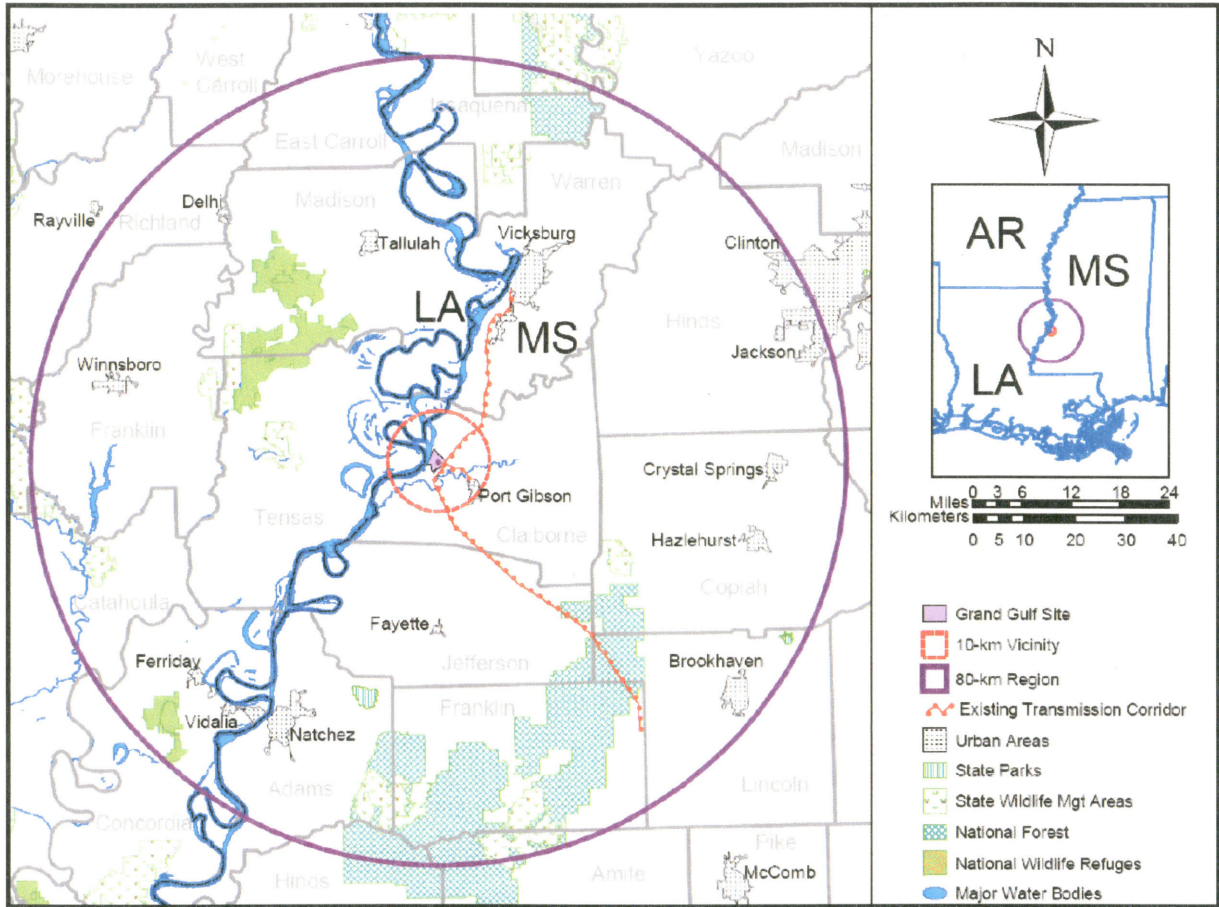 Morehouse
West
Carroll
Yazoo
Issaquena
East Carroll
Madison
Warren
Madison
Delhi
Rayville
Richland
Tallulah
Vicksburg
Clinton
LA
MS
Hinds
Jackson
Winnsboro
Franklin
Crystal Springs
Port Gibson
Tensas
Claiborne
Hazlehurst
Copiah
Catahoula
Fayette
Jefferson
Brookhaven
Ferriday
Franklin
Vidalia
Natchez
Adams
Lincoln
Concordia
Pike
Hinds
Amite
McComb
N
AR
MS
LA
0 3 6 12 18 24
Miles
Kilometers
0 5 10 20 30 40
Grand Gulf Site
10-km Vicinity
80-km Region
Existing Transmission Corridor
Urban Areas
State Parks
State Wildlife Mgt Areas
National Forest
National Wildlife Refuges
Major Water Bodies